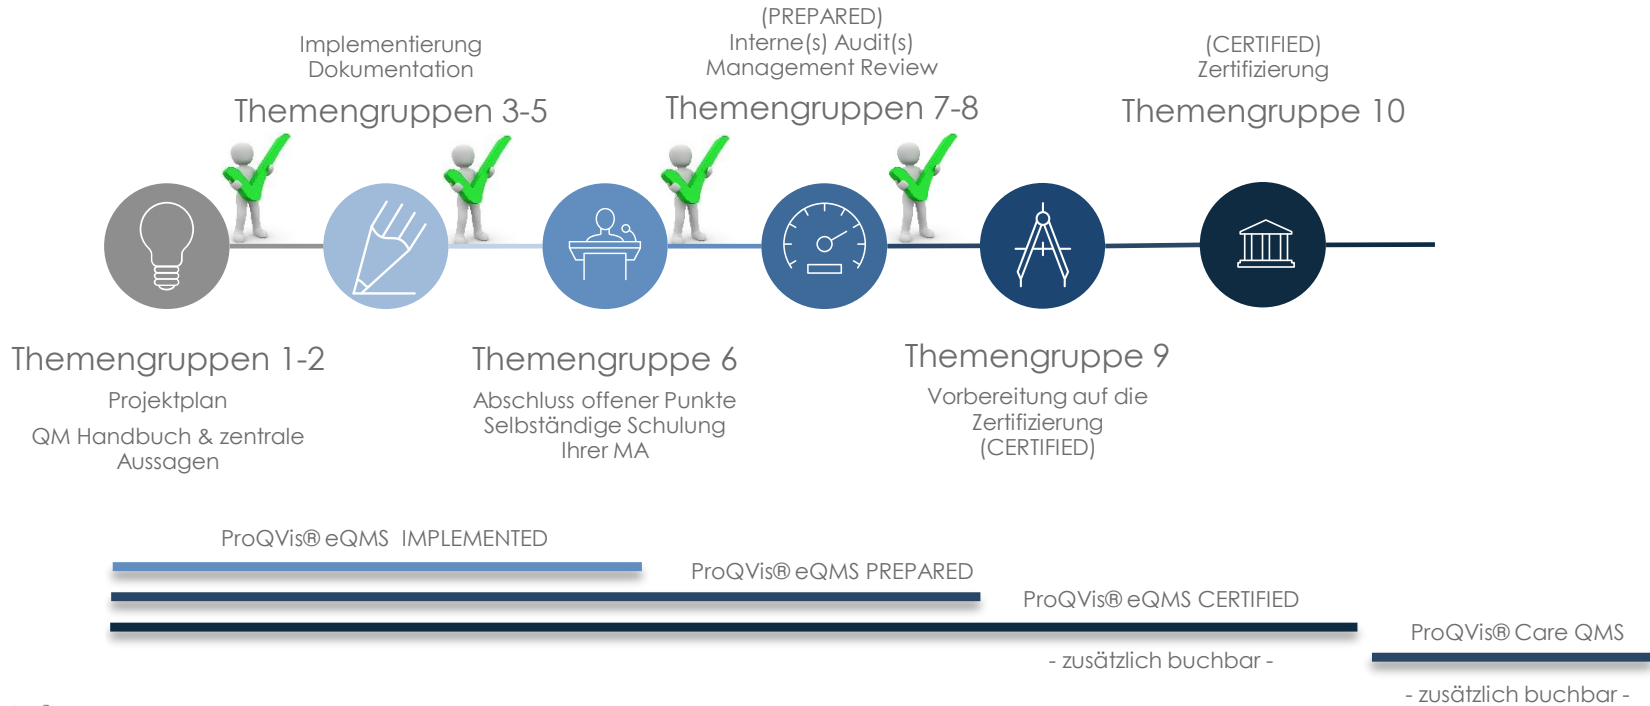 (PREPARED)
Implementierung
Dokumentation
Interne(s) Audit(s)
Management Review
(CERTIFIED)
Zertifizierung
Themengruppen 3-5
Themengruppen 7-8
Themengruppe 10
Themengruppen 1-2
Projektplan
QM Handbuch & zentrale
Aussagen
Themengruppe 6
Abschluss offener Punkte
Selbständige Schulung
Ihrer MA
Themengruppe 9
Vorbereitung auf die
Zertifizierung
(CERTIFIED)
ProQVis® eQMS IMPLEMENTED
ProQVis® eQMS PREPARED
ProQVis® eQMS CERTIFIED
- zusätzlich buchbar -
ProQVis® Care QMS
- zusätzlich buchbar -